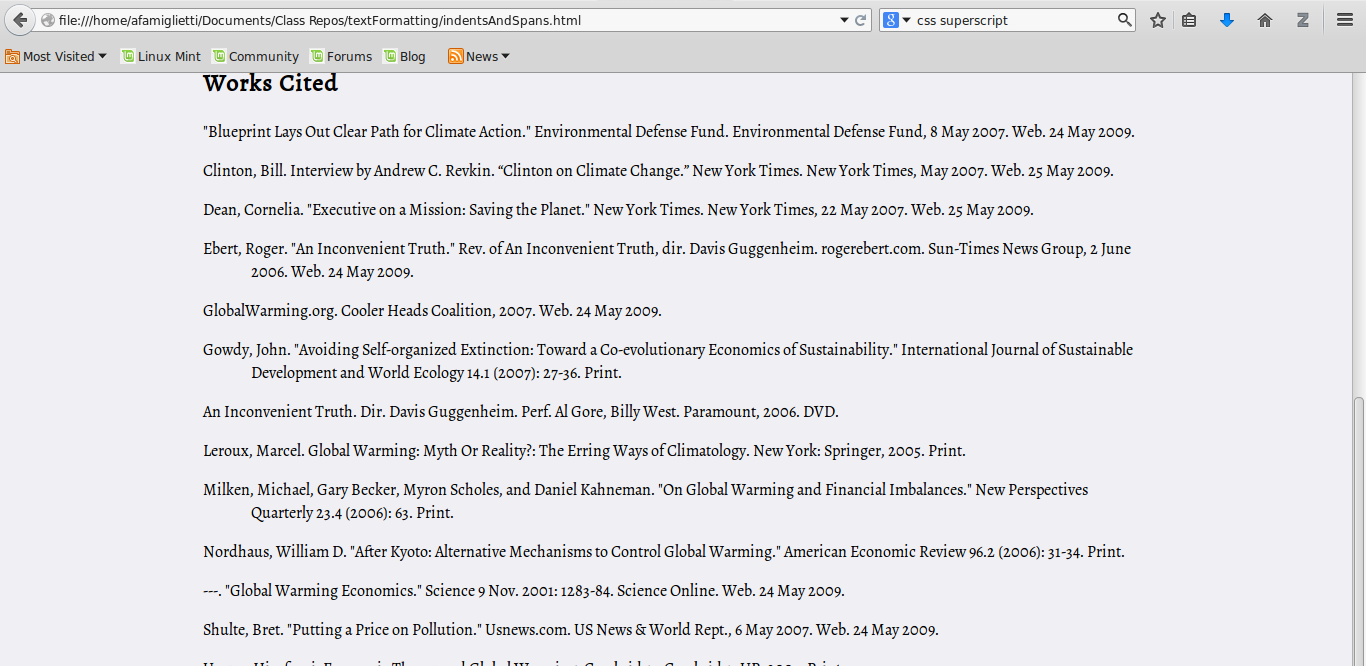 file:///home/afamiglietti/Documents/Class Repos/textFormatting/indentsAndSpans.html
css superscript
Most Visited
Linux Mint
Community
Forums
Blog
News
Works Cited
"Blueprint Lays Out Clear Path for Climate Action." Environmental Defense Fund. Environmental Defense Fund, 8 May 2007. Web. 24 May 2009.
Clinton, Bill. Interview by Andrew C. Revkin. “Clinton on Climate Change.” New York Times. New York Times, May 2007. Web. 25 May 2009.
Dean, Cornelia. "Executive on a Mission: Saving the Planet." New York Times. New York Times, 22 May 2007. Web. 25 May 2009.
Ebert, Roger. "An Inconvenient Truth." Rev. of An Inconvenient Truth, dir. Davis Guggenheim. rogerebert.com. Sun-Times News Group, 2 June
2006. Web. 24 May 2009.
GlobalWarming.org. Cooler Heads Coalition, 2007. Web. 24 May 2009.
Gowdy, John. "Avoiding Self-organized Extinction: Toward a Co-evolutionary Economics of Sustainability." International Journal of Sustainable
Development and World Ecology 14.1 (2007): 27-36. Print.
An Inconvenient Truth. Dir. Davis Guggenheim. Perf. Al Gore, Billy West. Paramount, 2006. DVD.
Leroux, Marcel. Global Warming: Myth Or Reality?: The Erring Ways of Climatology. New York: Springer, 2005. Print.
Milken, Michael, Gary Becker, Myron Scholes, and Daniel Kahneman. "On Global Warming and Financial Imbalances." New Perspectives
Quarterly 23.4 (2006): 63. Print.
Nordhaus, William D. "After Kyoto: Alternative Mechanisms to Control Global Warming." American Economic Review 96.2 (2006): 31-34. Print.
---. "Global Warming Economics." Science 9 Nov. 2001: 1283-84. Science Online. Web. 24 May 2009.
Shulte, Bret. "Putting a Price on Pollution." Usnews.com. US News & World Rept., 6 May 2007. Web. 24 May 2009.